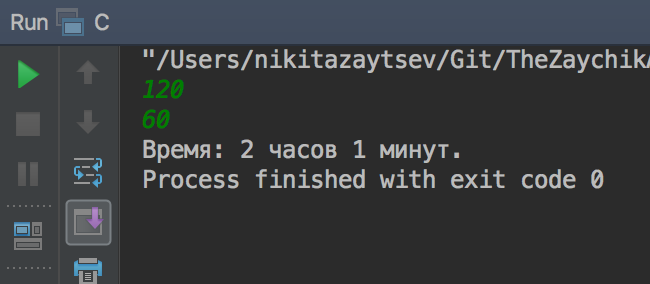 Run C
"/Users/nikitazaytsev/Git/TheZaychik
120
60
Время: 2 часов 1 минут.
Process finished with exit code 0